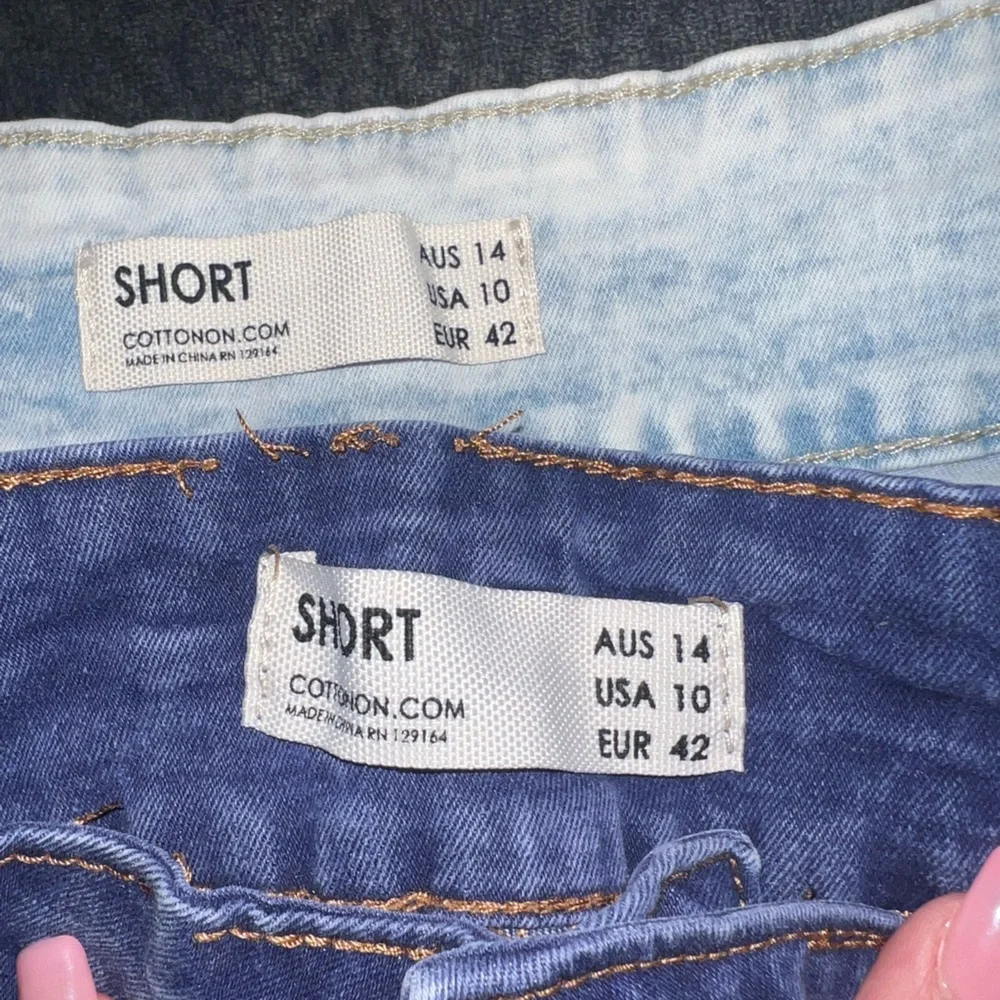 SHORT
COTTONON.COM
MADE IN CHINA RN 129164
AUS 14
USA 10
EUR 42
SHORT
COTTONON.COM
MADE IN CHINA RN 129164
AUS 14
USA 10
EUR 42